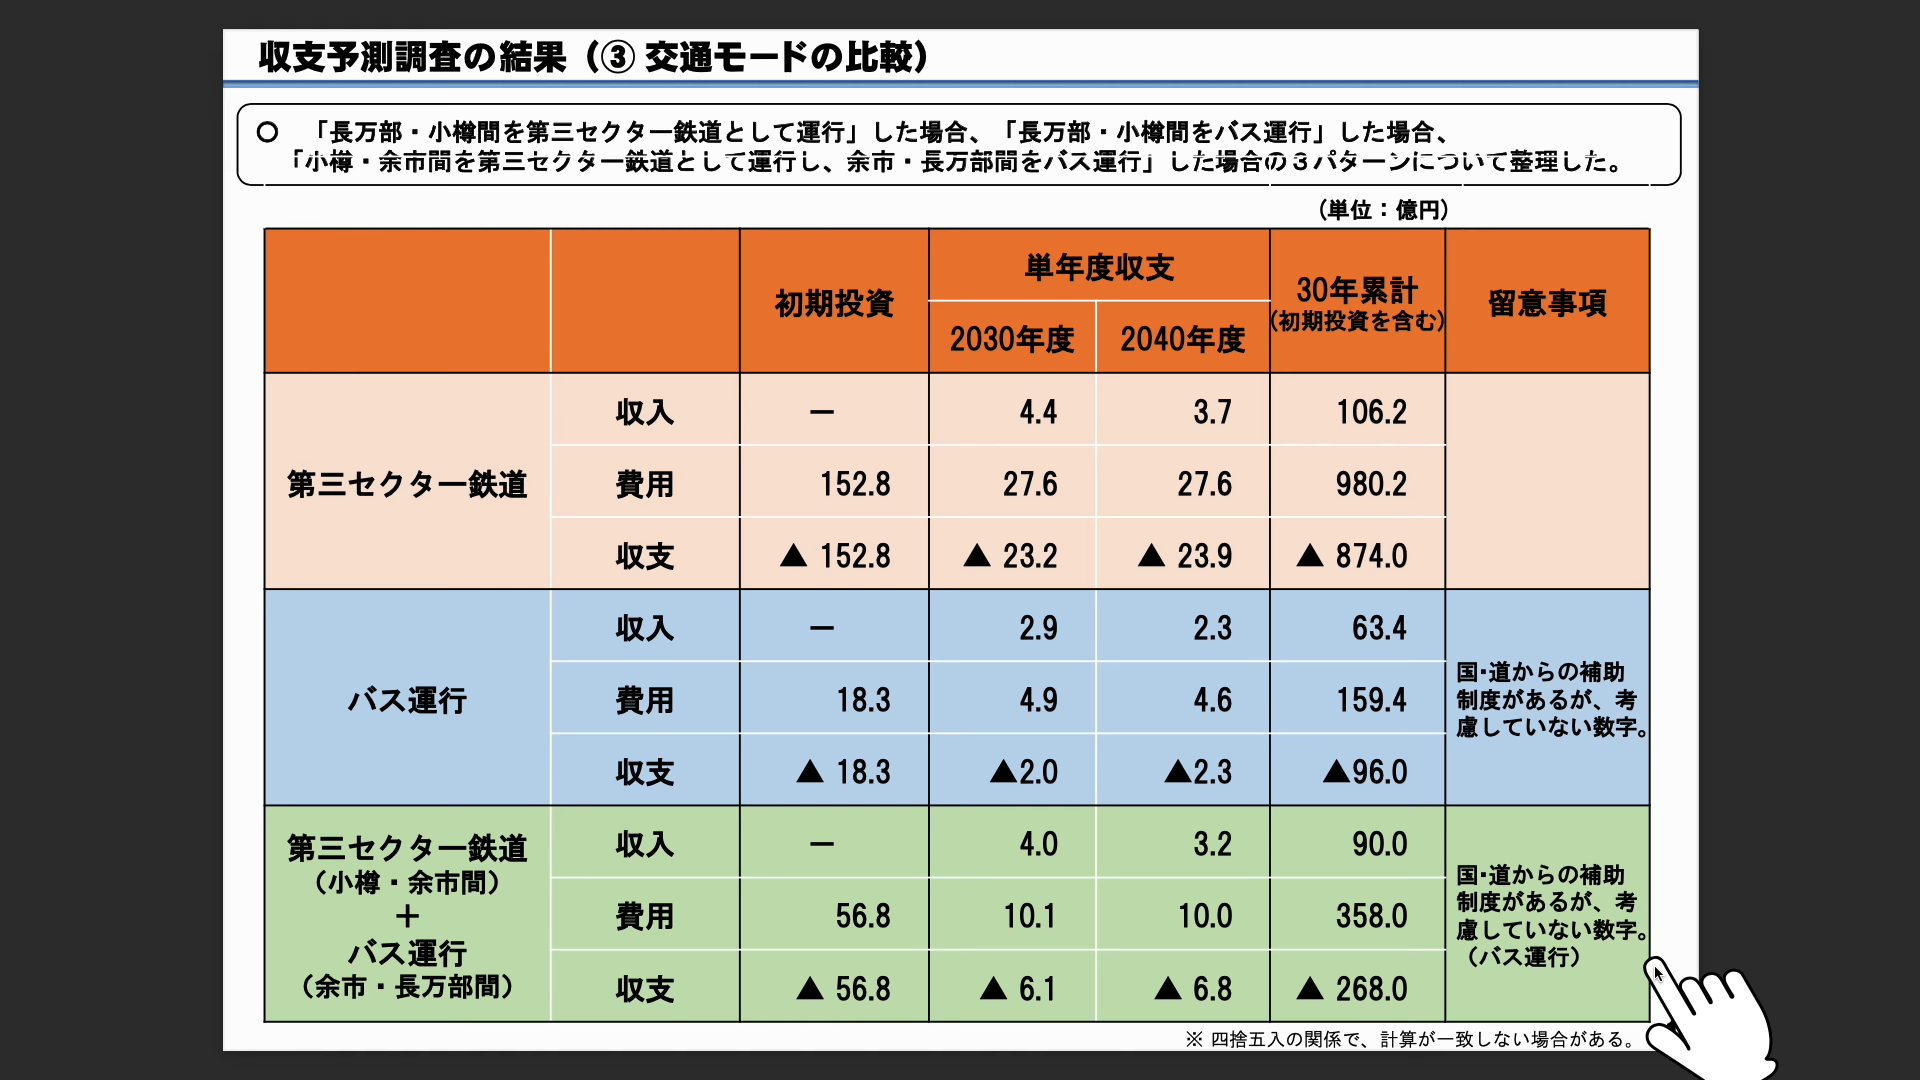 収支予測調査の結果（③ 交通モードの比較）
○ 「長万部・小樽間を第三セクター鉄道として運行」した場合、「長万部・小樽間をバス運行」した場合、
「小樽・余市間を第三セクター鉄道として運行し、余市・長万部間をバス運行」した場合の３パターンについて整理した。
（単位：億円）
初期投資 単年度収支 30年累計 （初期投資を含む） 留意事項
2030年度 2040年度
第三セクター鉄道
収入 － 4.4 3.7 106.2
費用 152.8 27.6 27.6 980.2
収支 ▲ 152.8 ▲ 23.2 ▲ 23.9 ▲ 874.0
バス運行
収入 － 2.9 2.3 63.4
費用 18.3 4.9 4.6 159.4
収支 ▲ 18.3 ▲2.0 ▲2.3 ▲96.0
国・道からの補助
制度があるが、考
慮していない数字。
第三セクター鉄道
（小樽・余市間）
＋
バス運行
（余市・長万部間）
収入 － 4.0 3.2 90.0
費用 56.8 10.1 10.0 358.0
収支 ▲ 56.8 ▲ 6.1 ▲ 6.8 ▲ 268.0
国・道からの補助
制度があるが、考
慮していない数字。
（バス運行）
※ 四捨五入の関係で、計算が一致しない場合がある。